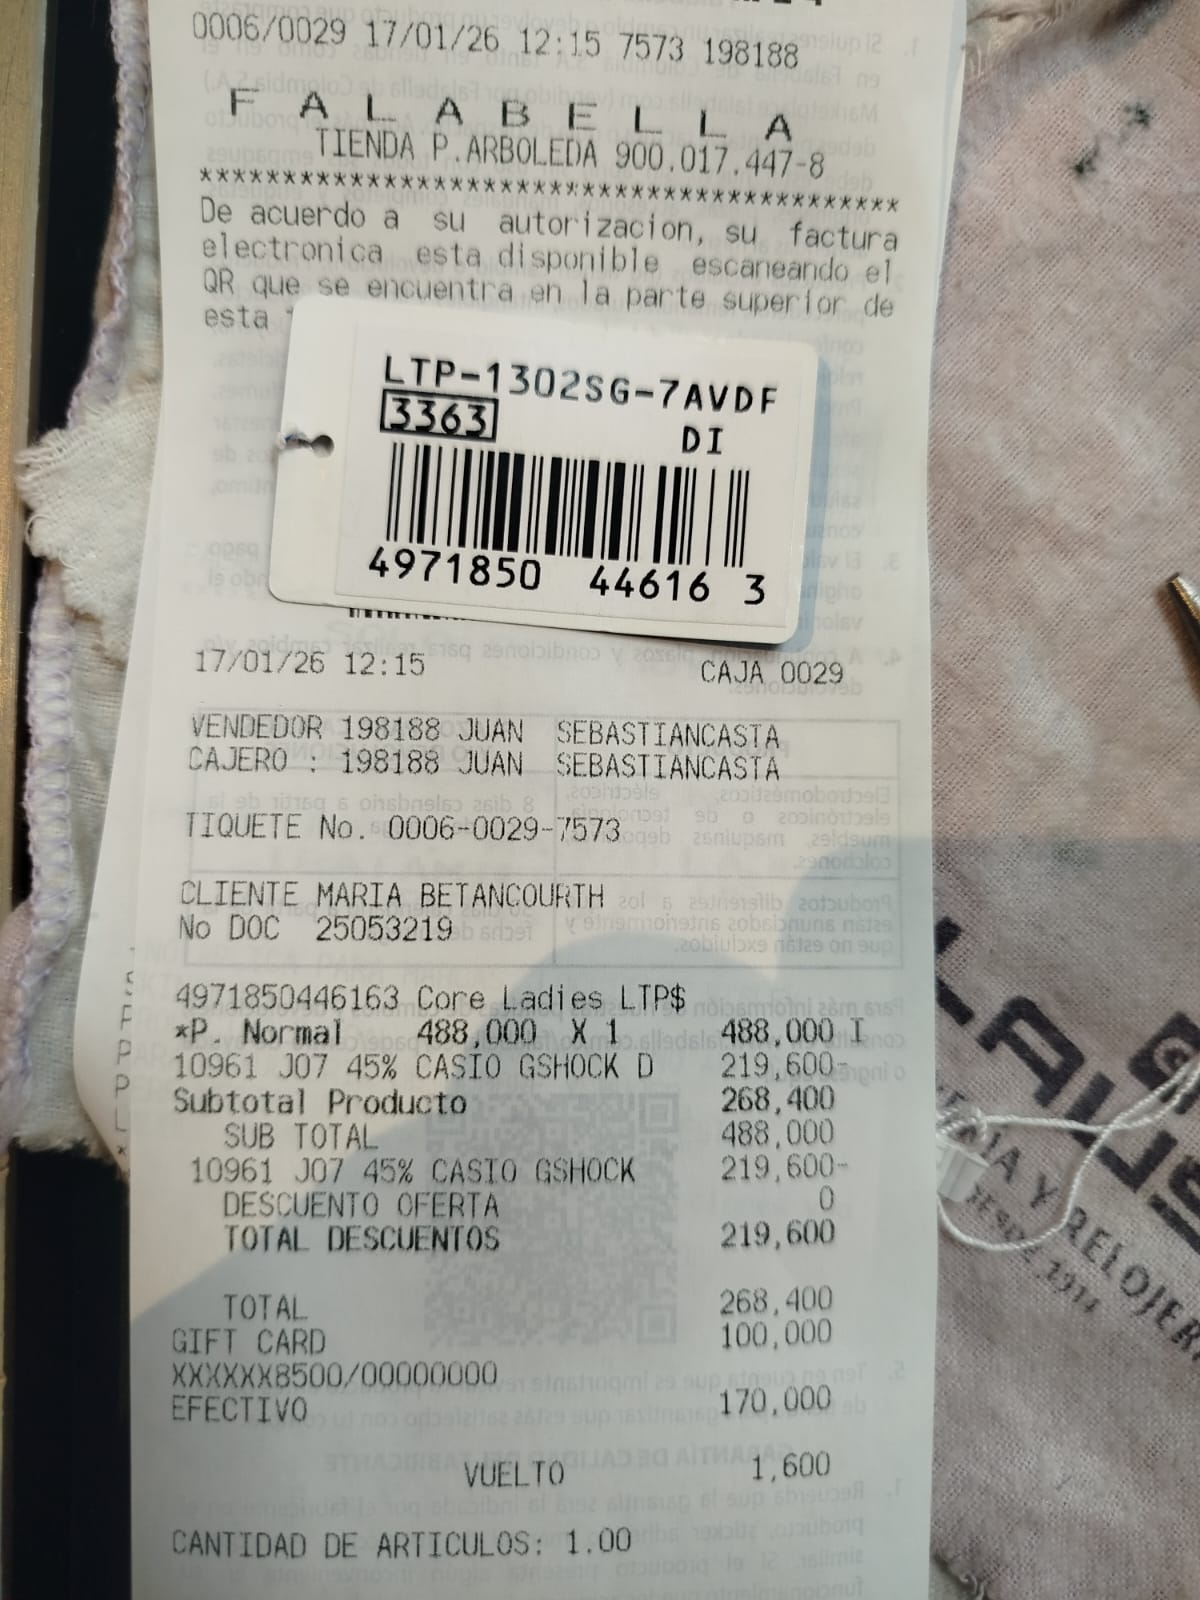 0006/0029 17/01/26 12:15 7573 198188
F A L A B E L L A
TIENDA P.ARBOLEDA 900.017.447-8
******************************************
De acuerdo a su autorizacion, su factura
electronica esta disponible escaneando el
QR que se encuentra en la parte superior de
esta
LTP-1302SG-7AVDF
3363 DI
4971850 44616 3
17/01/26 12:15 CAJA 0029
VENDEDOR 198188 JUAN SEBASTIANCASTA
CAJERO : 198188 JUAN SEBASTIANCASTA
TIQUETE No. 0006-0029-7573
CLIENTE MARIA BETANCOURTH
No DOC 25053219
4971850446163 Core Ladies LTP$
*P. Normal 488,000 X 1 488,000 I
10961 J07 45% CASIO GSHOCK D 219,600-
Subtotal Producto 268,400
SUB TOTAL 488,000
10961 J07 45% CASIO GSHOCK 219,600-
DESCUENTO OFERTA 0
TOTAL DESCUENTOS 219,600
TOTAL 268,400
GIFT CARD 100,000
XXXXXX8500/00000000
EFECTIVO 170,000
VUELTO 1,600
CANTIDAD DE ARTICULOS: 1.00
Y RELOJER
DESDE 1914